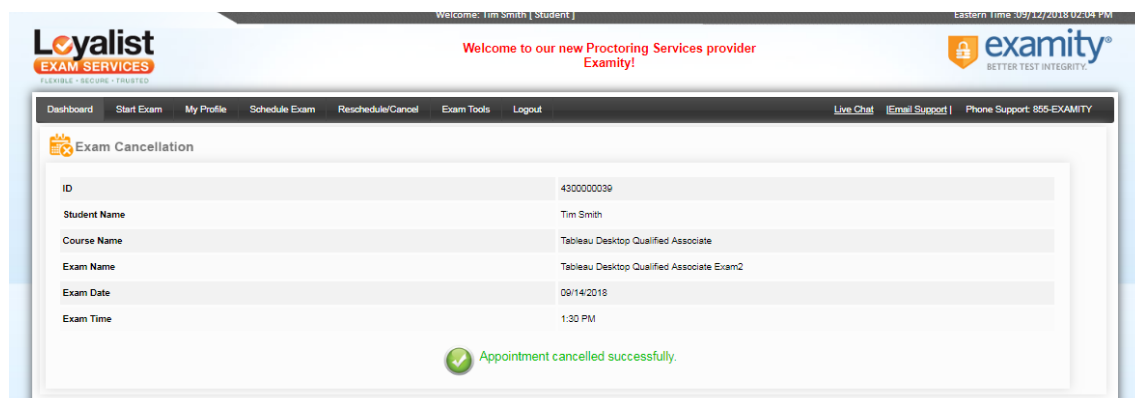 Welcome: Tim Smith [ Student ]
Eastern Time :09/12/2018 02:04 PM
Loyalist
EXAM SERVICES
FLEXIBLE - SECURE - TRUSTED
Welcome to our new Proctoring Services provider
Examity!
examity®
BETTER TEST INTEGRITY.
Dashboard Start Exam My Profile Schedule Exam Reschedule/Cancel Exam Tools Logout Live Chat |Email Support| Phone Support: 855-EXAMITY
Exam Cancellation
ID 4300000039
Student Name Tim Smith
Course Name Tableau Desktop Qualified Associate
Exam Name Tableau Desktop Qualified Associate Exam2
Exam Date 09/14/2018
Exam Time 1:30 PM
Appointment cancelled successfully.